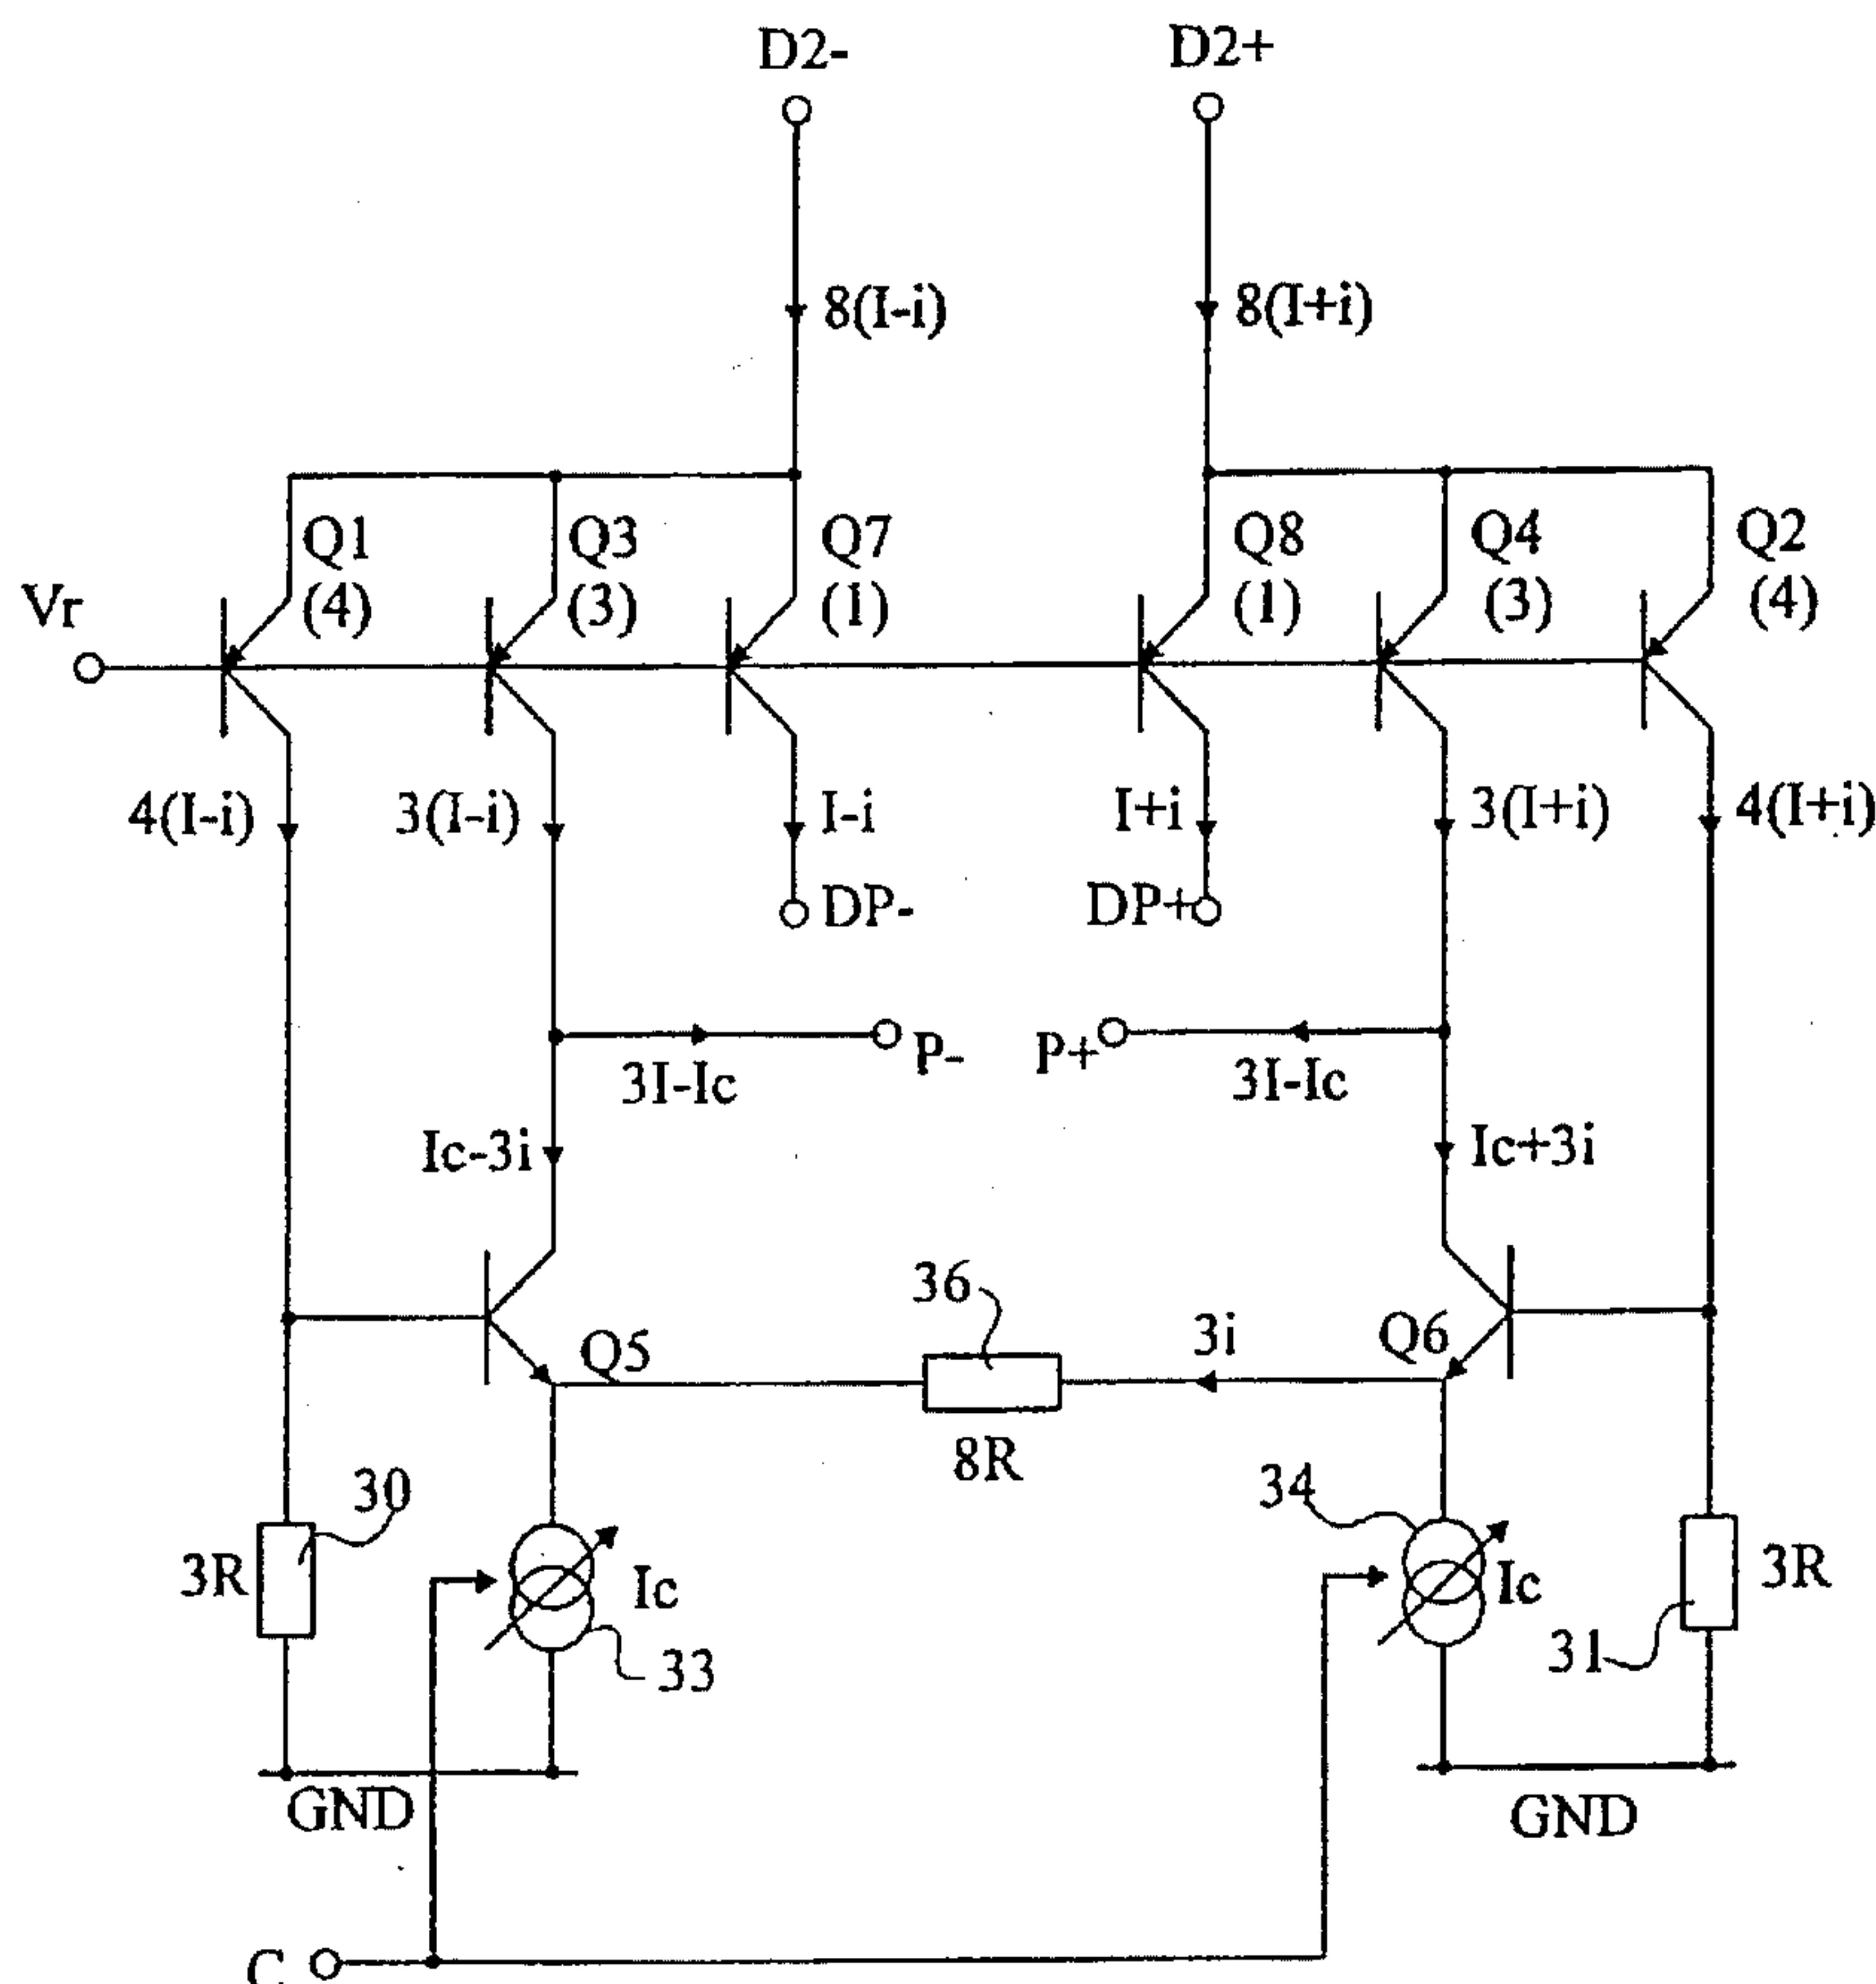 D2- D2+
8(I-i) 8(I+i)
Q1 Q3 Q7 Q8 Q4 Q2
(4) (3) (1) (1) (3) (4)
Vr
4(I-i) 3(I-i) I-i I+i 3(I+i) 4(I+i)
DP- DP+
P- P+
3I-Ic 3I-Ic
Ic-3i Ic+3i
36
Q5 3i Q6
8R
30 34
3R Ic Ic 3R
33 31
GND GND
C